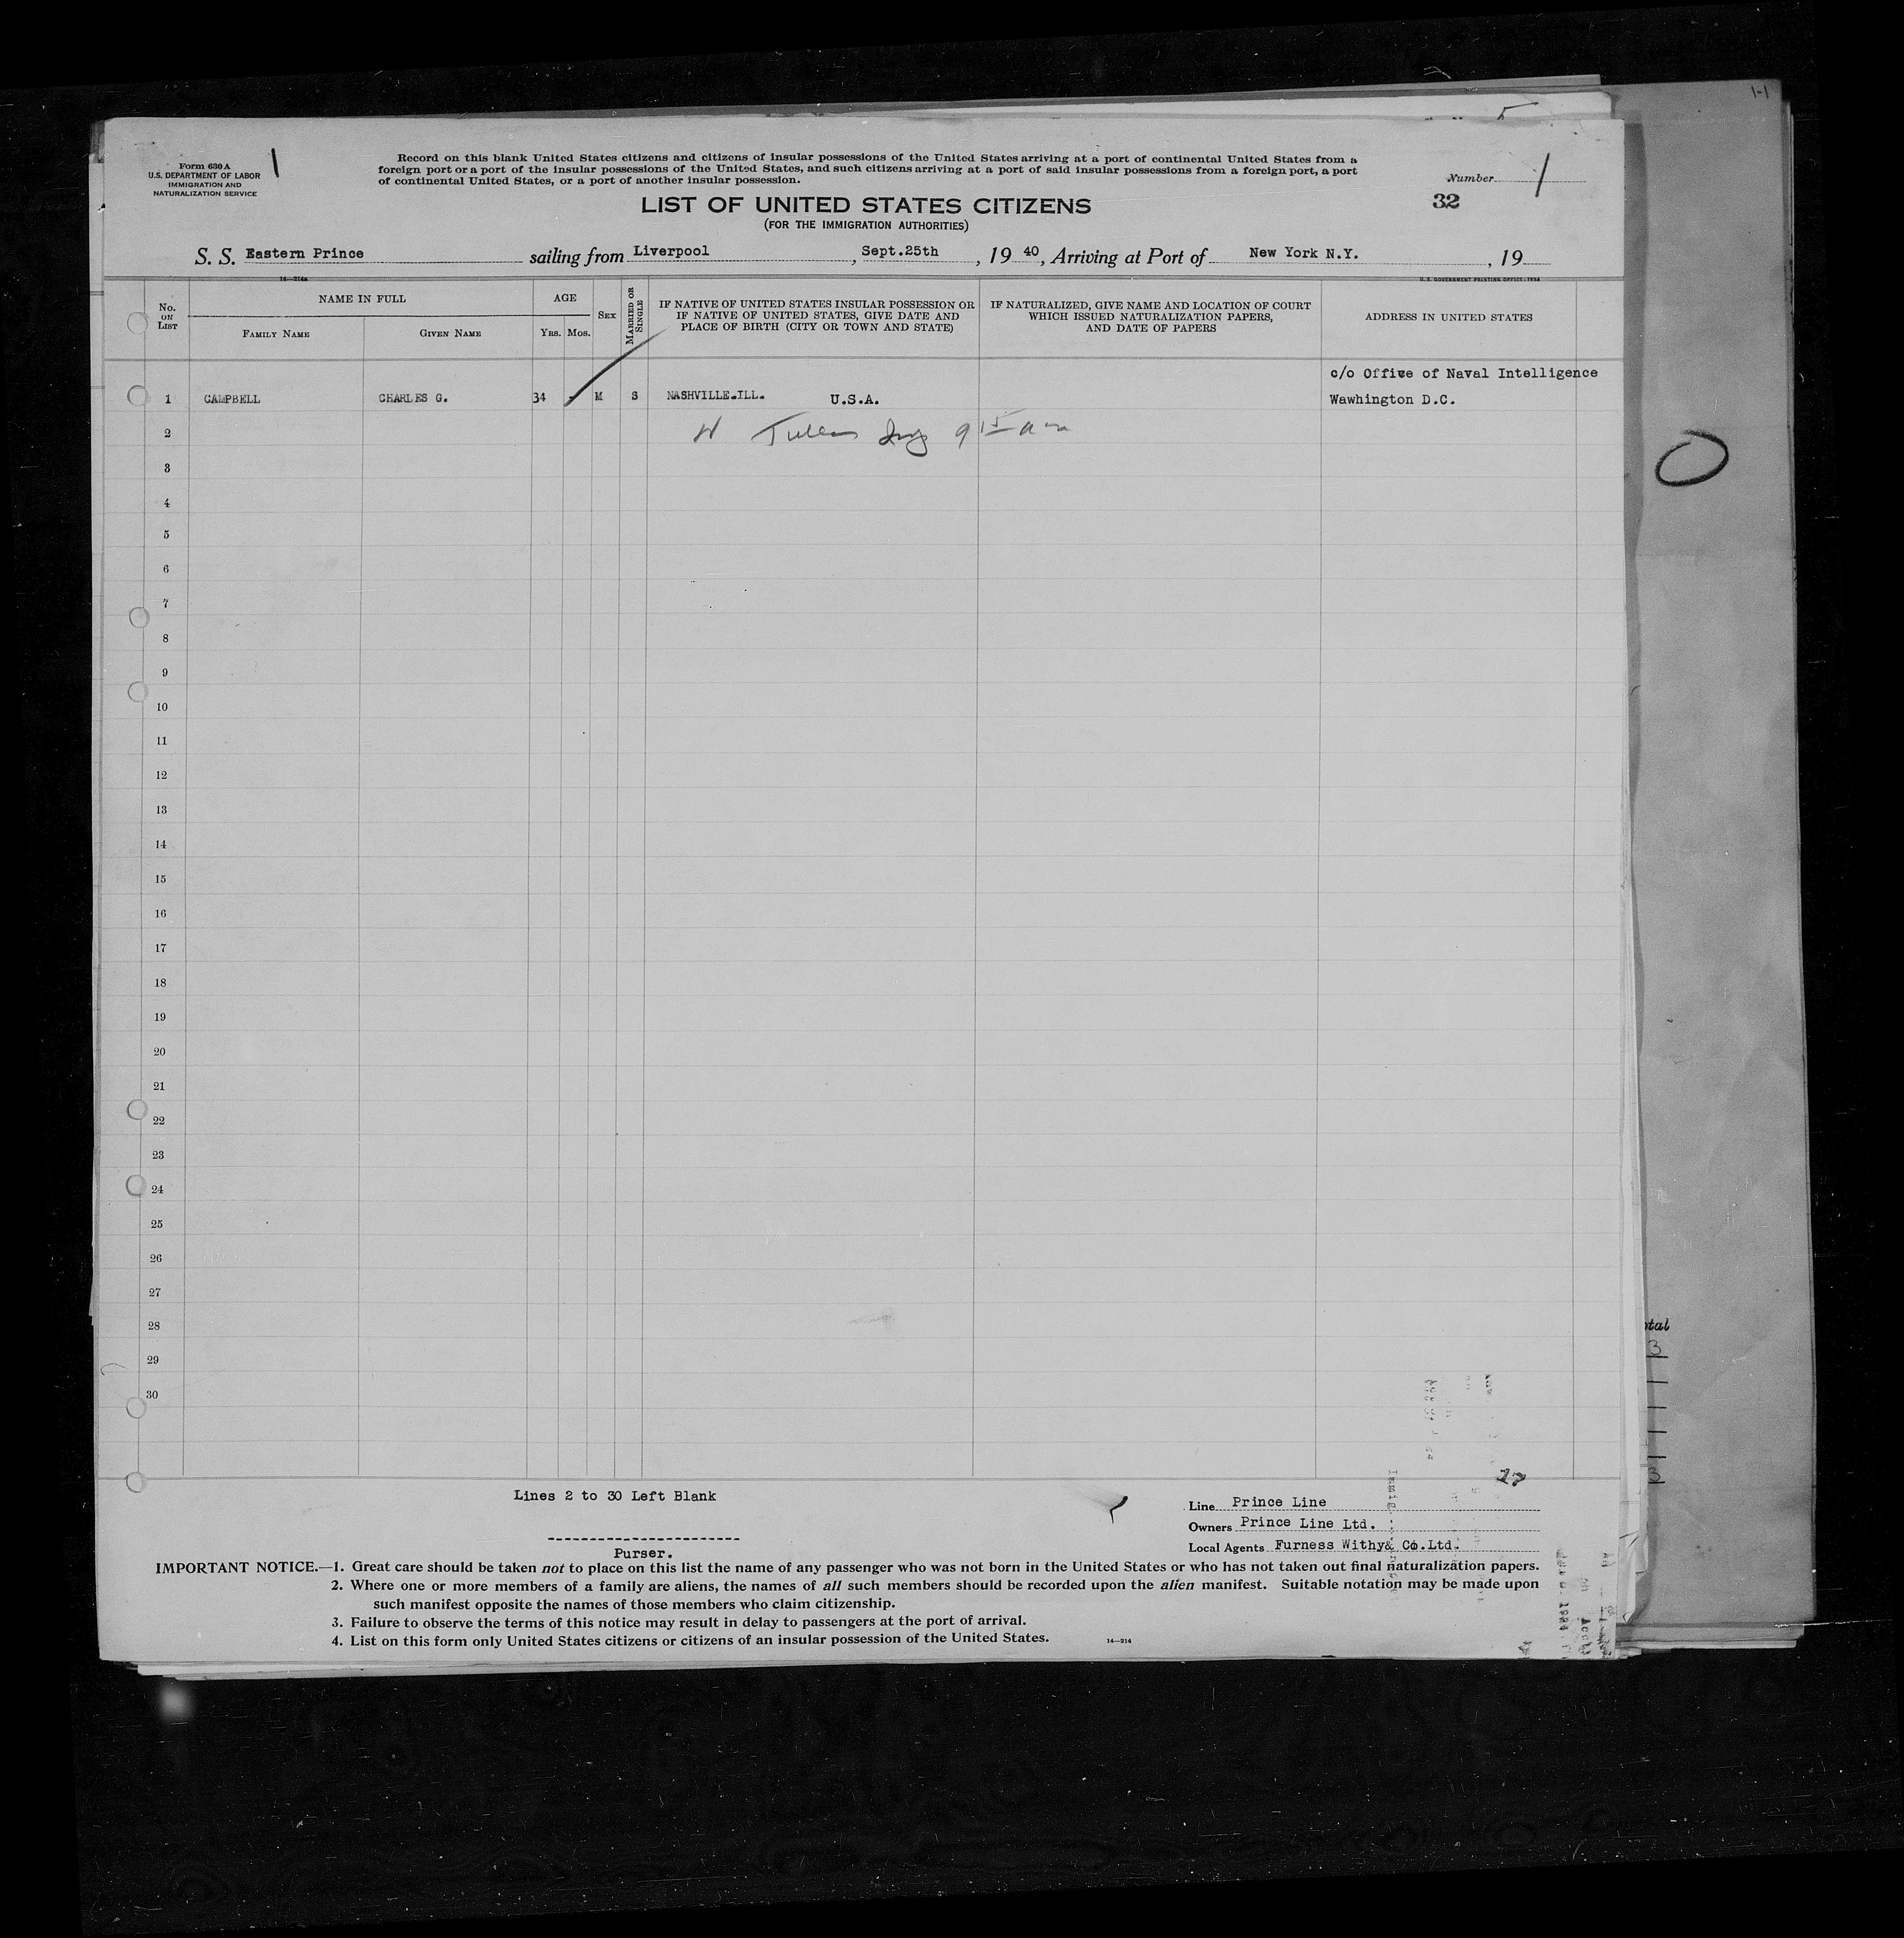 1-1
Form 630 A
U.S. DEPARTMENT OF LABOR
IMMIGRATION AND
NATURALIZATION SERVICE
1
Record on this blank United States citizens and citizens of insular possessions of the United States arriving at a port of continental United States from a
foreign port or a port of the insular possessions of the United States, and such citizens arriving at a port of said insular possessions from a foreign port, a port
of continental United States, or a port of another insular possession.
Number 1
32
LIST OF UNITED STATES CITIZENS
(FOR THE IMMIGRATION AUTHORITIES)
S. S. Eastern Prince sailing from Liverpool, Sept.25th, 19 40, Arriving at Port of New York N.Y., 19
14—214a
U. S. GOVERNMENT PRINTING OFFICE: 1934
No. ON LIST
NAME IN FULL
FAMILY NAME
GIVEN NAME
AGE
YRS.
MOS.
SEX
MARRIED OR SINGLE
IF NATIVE OF UNITED STATES INSULAR POSSESSION OR
IF NATIVE OF UNITED STATES, GIVE DATE AND
PLACE OF BIRTH (CITY OR TOWN AND STATE)
IF NATURALIZED, GIVE NAME AND LOCATION OF COURT
WHICH ISSUED NATURALIZATION PAPERS,
AND DATE OF PAPERS
ADDRESS IN UNITED STATES
c/o Office of Naval Intelligence
1 CAMPBELL CHARLES G. 34 - M S NASHVILLE.ILL. U.S.A. Wawhington D.C.
2
3
4
5
6
7
8
9
10
11
12
13
14
15
16
17
18
19
20
21
22
23
24
25
26
27
28
29
30
otal
3
3
17
Lines 2 to 30 Left Blank
Purser.
Line Prince Line
Owners Prince Line Ltd.
Local Agents Furness Withy& Co.Ltd.
IMPORTANT NOTICE.—1. Great care should be taken not to place on this list the name of any passenger who was not born in the United States or who has not taken out final naturalization papers.
2. Where one or more members of a family are aliens, the names of all such members should be recorded upon the alien manifest. Suitable notation may be made upon
such manifest opposite the names of those members who claim citizenship.
3. Failure to observe the terms of this notice may result in delay to passengers at the port of arrival.
4. List on this form only United States citizens or citizens of an insular possession of the United States.
14—214